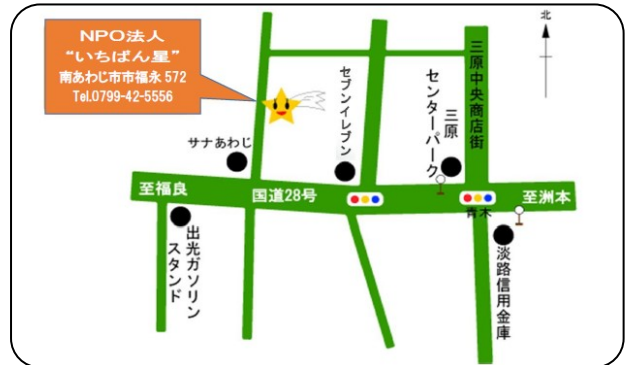 NPO法人
“いちばん星”
南あわじ市市福永 572
Tel.0799-42-5556
北
三原中央商店街
セブンイレブン
三原
センターパーク
サナあわじ
至福良
国道28号
至洲本
青木
出光ガソリン
スタンド
淡路信用金庫